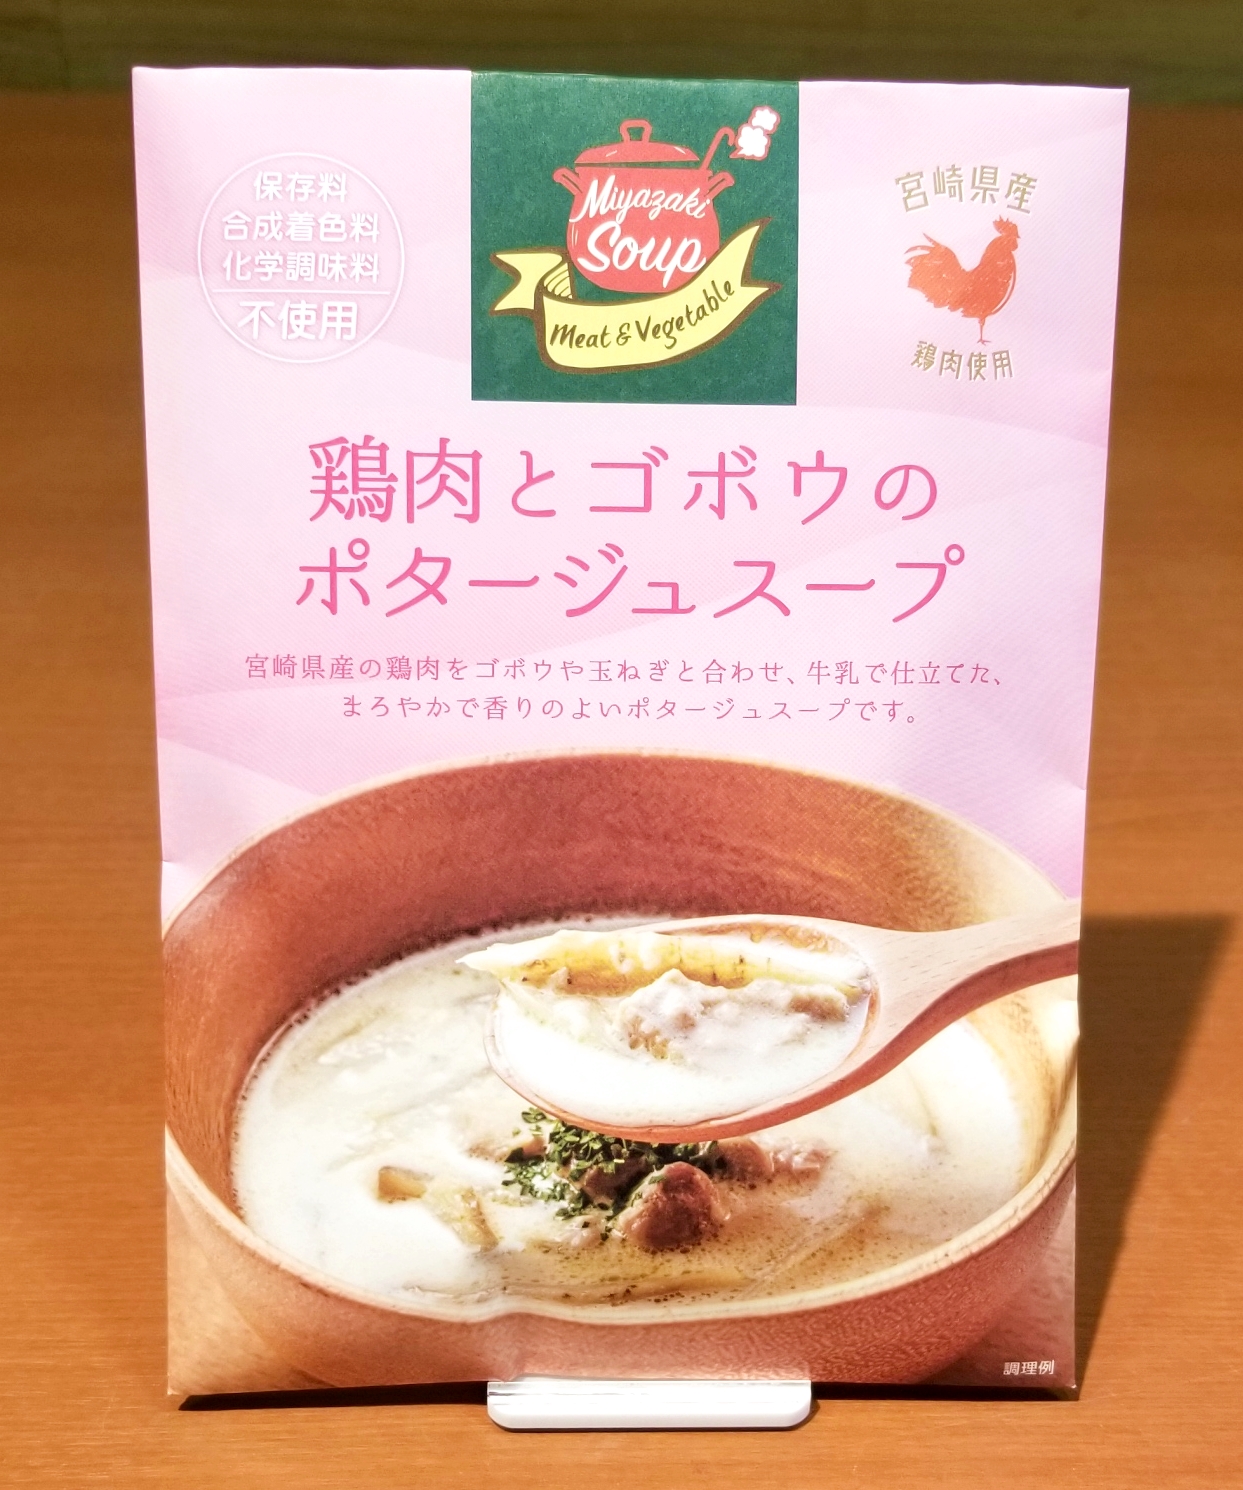 保存料
合成着色料
化学調味料
不使用
Miyazaki
Soup
Meat & Vegetable
宮崎県産
鶏肉使用
鶏肉とゴボウの
ポタージュスープ
宮崎県産の鶏肉をゴボウや玉ねぎと合わせ、牛乳で仕立てた、
まろやかで香りのよいポタージュスープです。
調理例